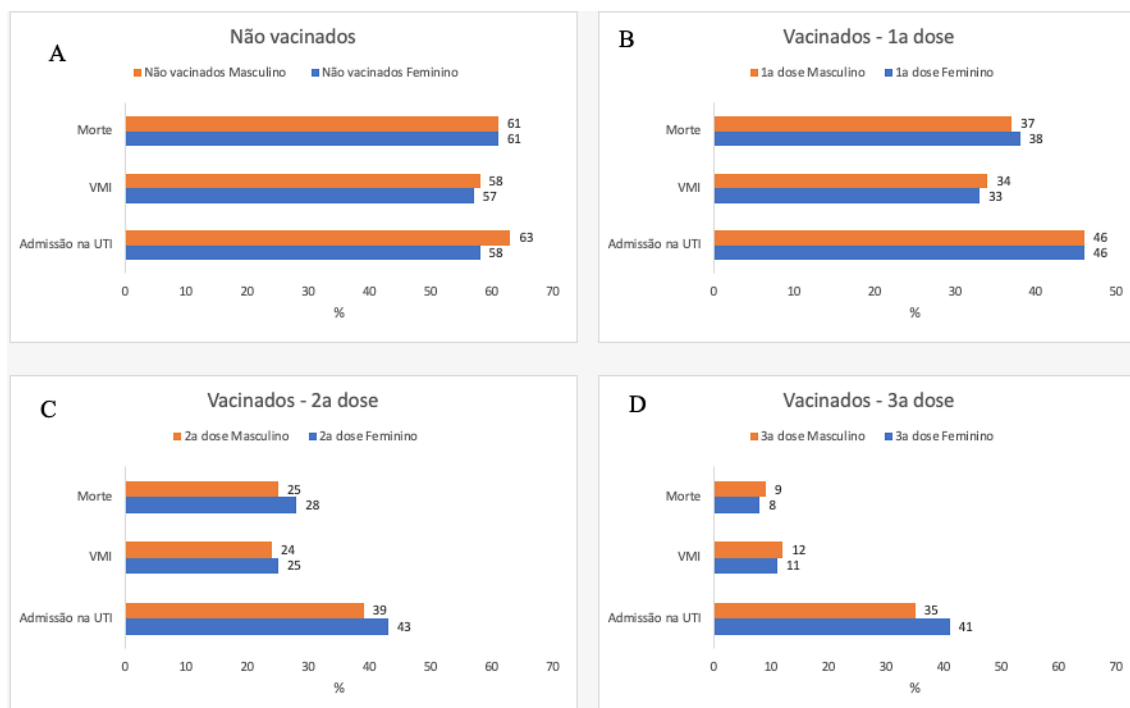 A
Não vacinados
Não vacinados Masculino Não vacinados Feminino
Morte
61
61
VMI
58
57
Admissão na UTI
63
58
0 10 20 30 40 50 60 70
%
B
Vacinados - 1a dose
1a dose Masculino 1a dose Feminino
Morte
37
38
VMI
34
33
Admissão na UTI
46
46
0 10 20 30 40 50
%
C
Vacinados - 2a dose
2a dose Masculino 2a dose Feminino
Morte
25
28
VMI
24
25
Admissão na UTI
39
43
0 10 20 30 40 50 60 70
%
D
Vacinados - 3a dose
3a dose Masculino 3a dose Feminino
Morte
9
8
VMI
12
11
Admissão na UTI
35
41
0 10 20 30 40 50 60 70
%